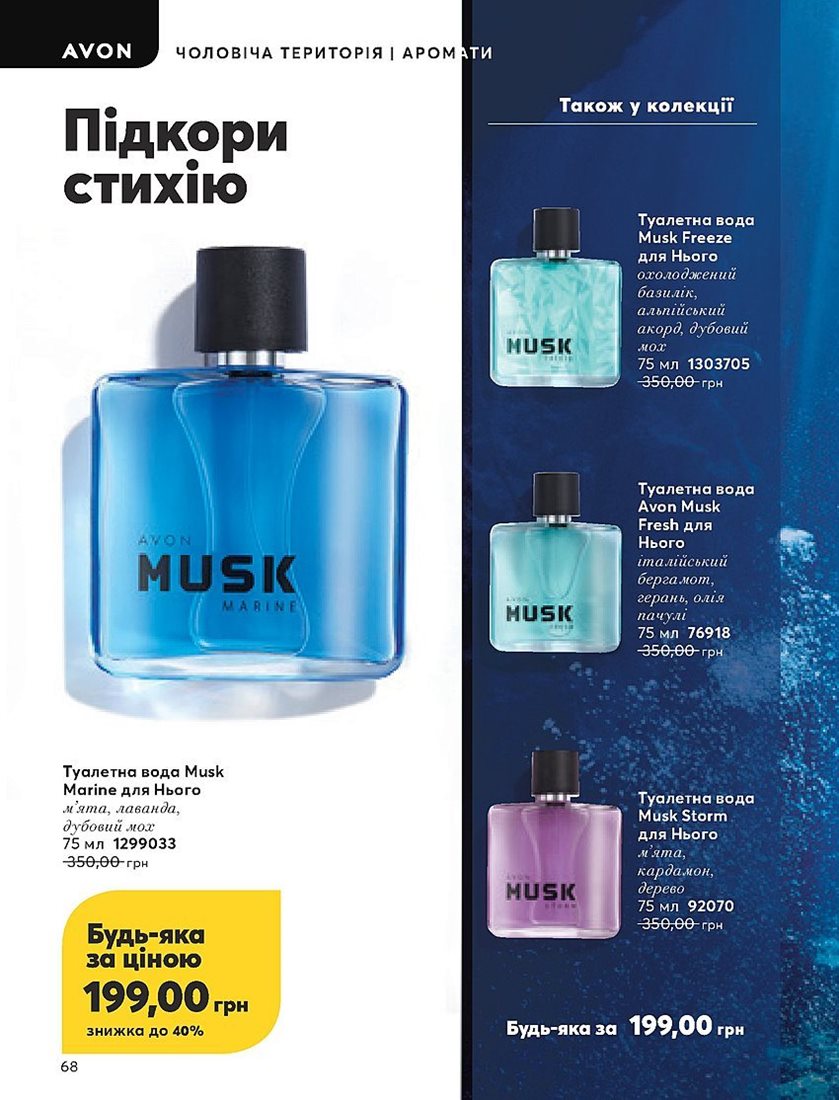 AVON
ЧОЛОВІЧА ТЕРИТОРІЯ | АРОМАТИ
Підкори
стихію
AVON
MUSK
MARINE
Туалетна вода Musk
Marine для Нього
м'ята, лаванда,
дубовий мох
75 мл 1299033
350,00 грн
Будь-яка
за ціною
199,00 грн
знижка до 40%
68
Також у колекції
AVON
MUSK
Туалетна вода
Musk Freeze
для Нього
охолоджений
базилік,
альпійський
акорд, дубовий
мох
75 мл 1303705
350,00 грн
MUSK
Туалетна вода
Avon Musk
Fresh для
Нього
італійський
бергамот,
герань, олія
пачулі
75 мл 76918
350,00 грн
AVON
MUSK
STORM
Туалетна вода
Musk Storm
для Нього
м'ята,
кардамон,
дерево
75 мл 92070
350,00 грн
Будь-яка за 199,00 грн